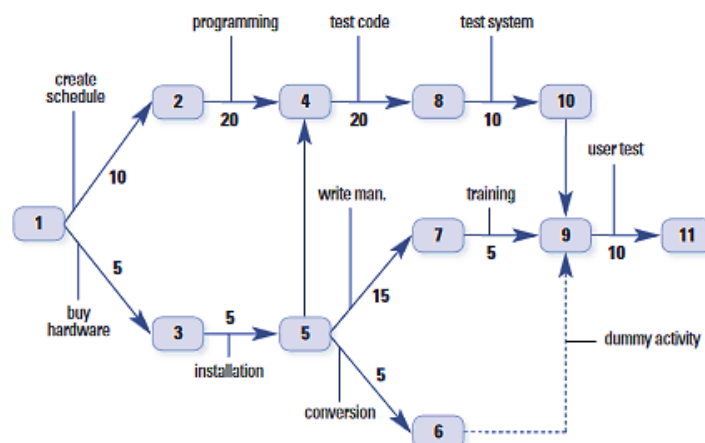 programming
test code
test system
create
schedule
2
4
8
10
20
20
10
user test
10
write man.
training
1
7
9
11
5
10
5
15
buy
hardware
3
5
5
installation
dummy activity
5
conversion
6